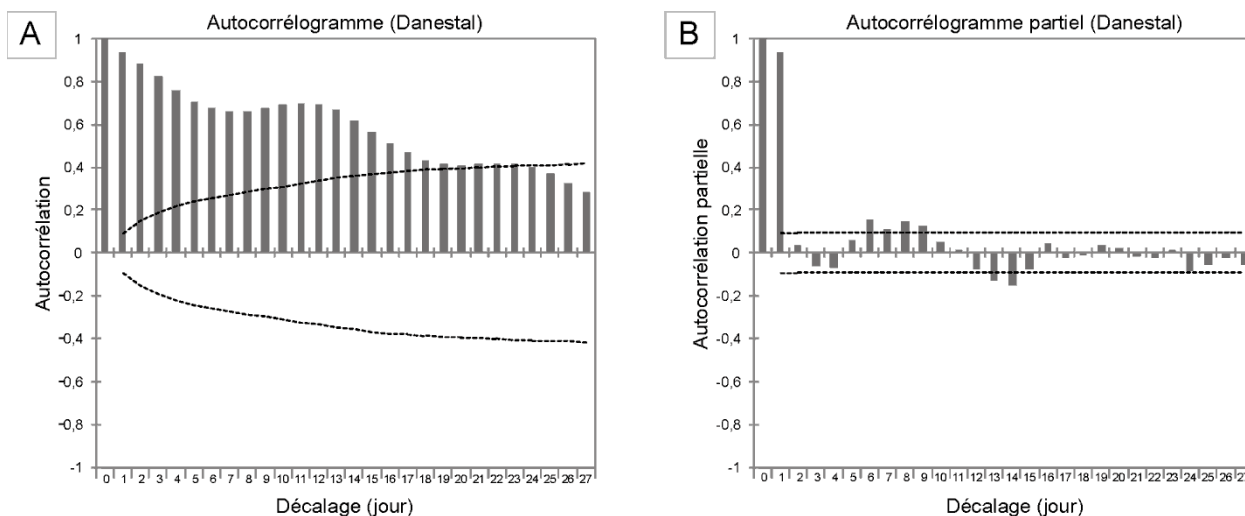 A
Autocorrélogramme (Danestal)
1
0,8
0,6
0,4
0,2
0
-0,2
-0,4
-0,6
-0,8
-1
Autocorrélation
0 1 2 3 4 5 6 7 8 9 10 11 12 13 14 15 16 17 18 19 20 21 22 23 24 25 26 27
Décalage (jour)
B
Autocorrélogramme partiel (Danestal)
1
0,8
0,6
0,4
0,2
0
-0,2
-0,4
-0,6
-0,8
-1
Autocorrélation partielle
0 1 2 3 4 5 6 7 8 9 10 11 12 13 14 15 16 17 18 19 20 21 22 23 24 25 26 27
Décalage (jour)